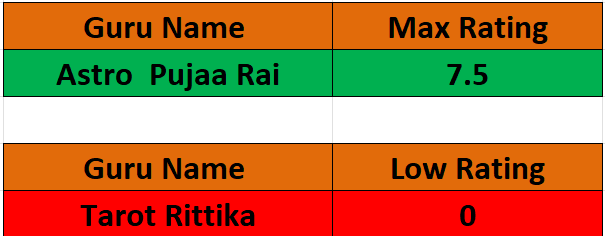 Guru Name Max Rating
Astro  Pujaa Rai 7.5
Guru Name Low Rating
Tarot Rittika 0